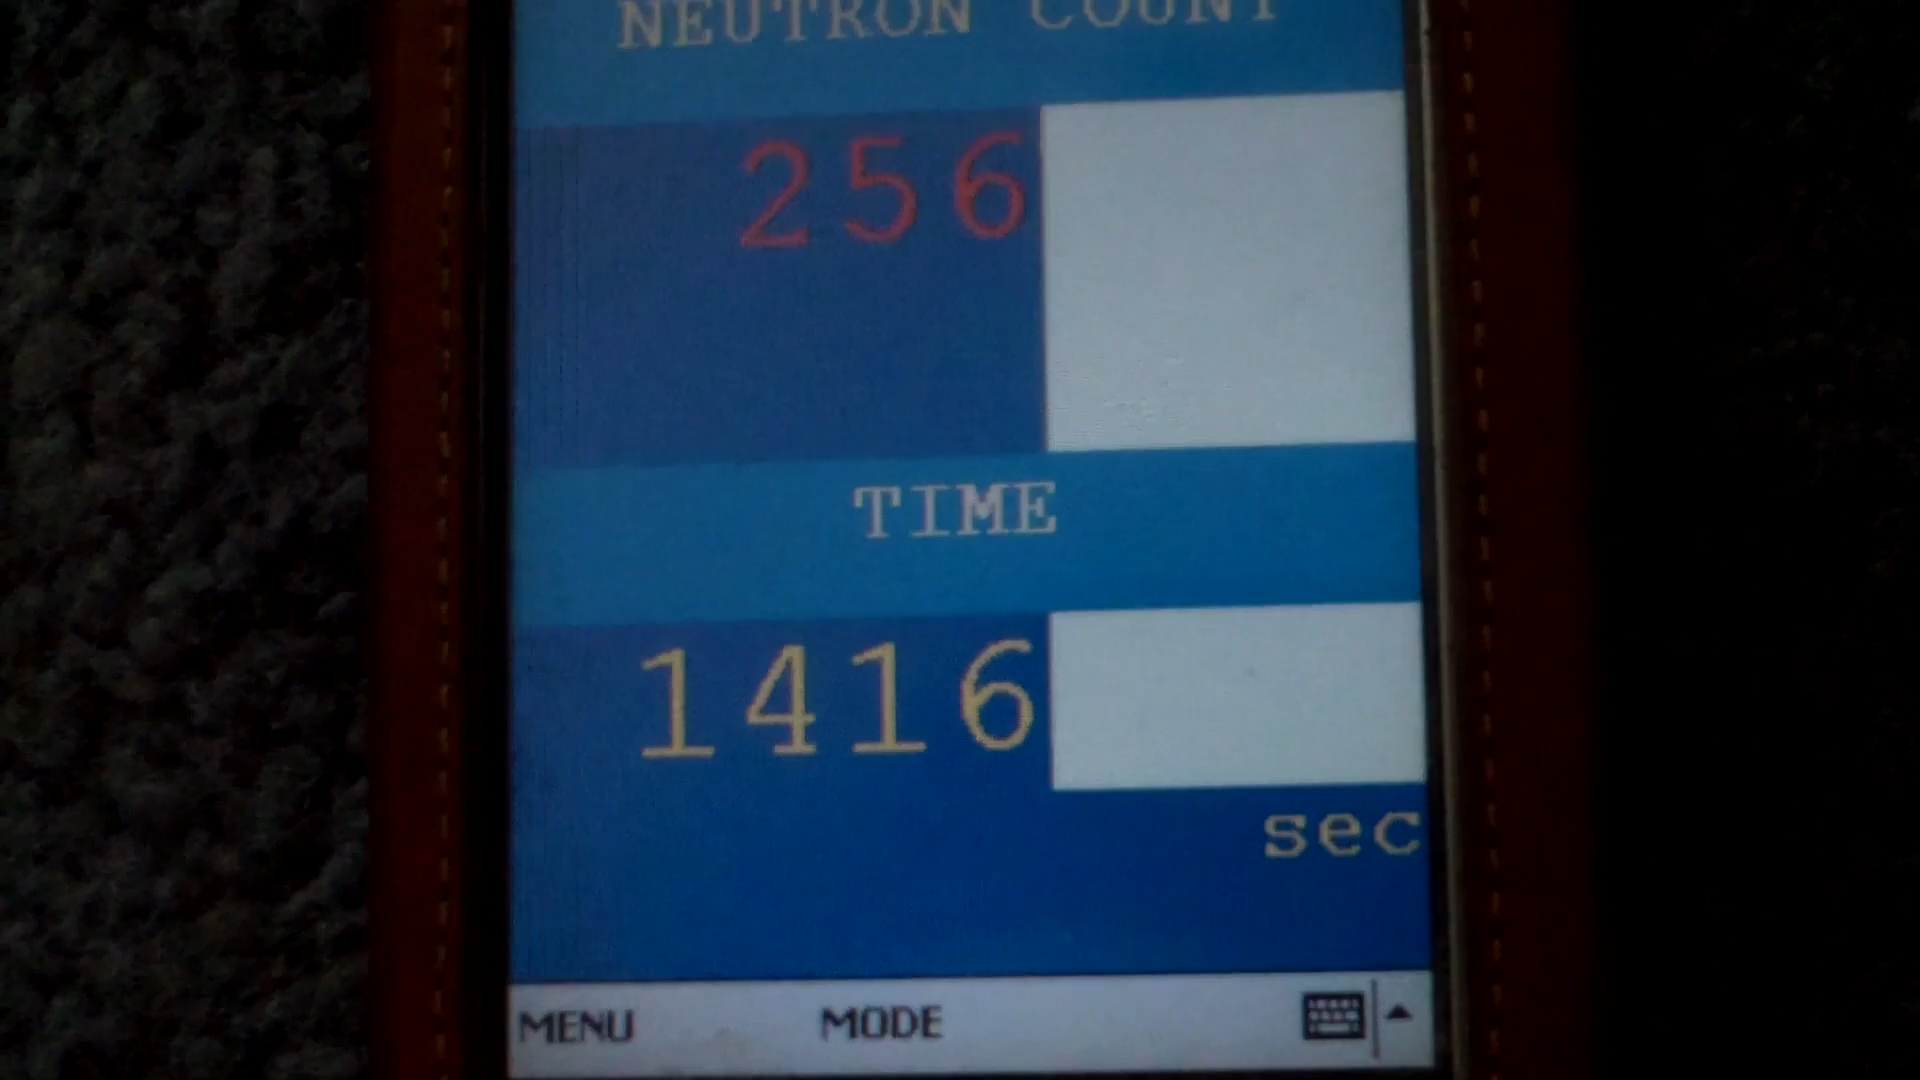 NEUTRON COUNT
256
TIME
1416
sec
MENU MODE